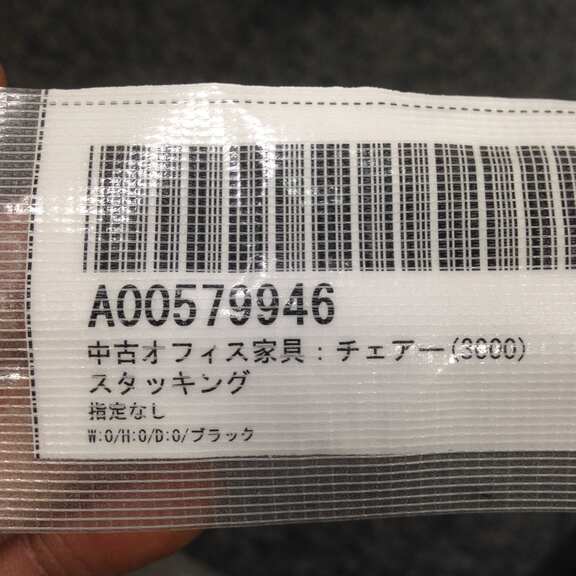 A00579946
中古オフィス家具:チェアー(3000)
スタッキング
指定なし
W:0/H:0/D:0/ブラック